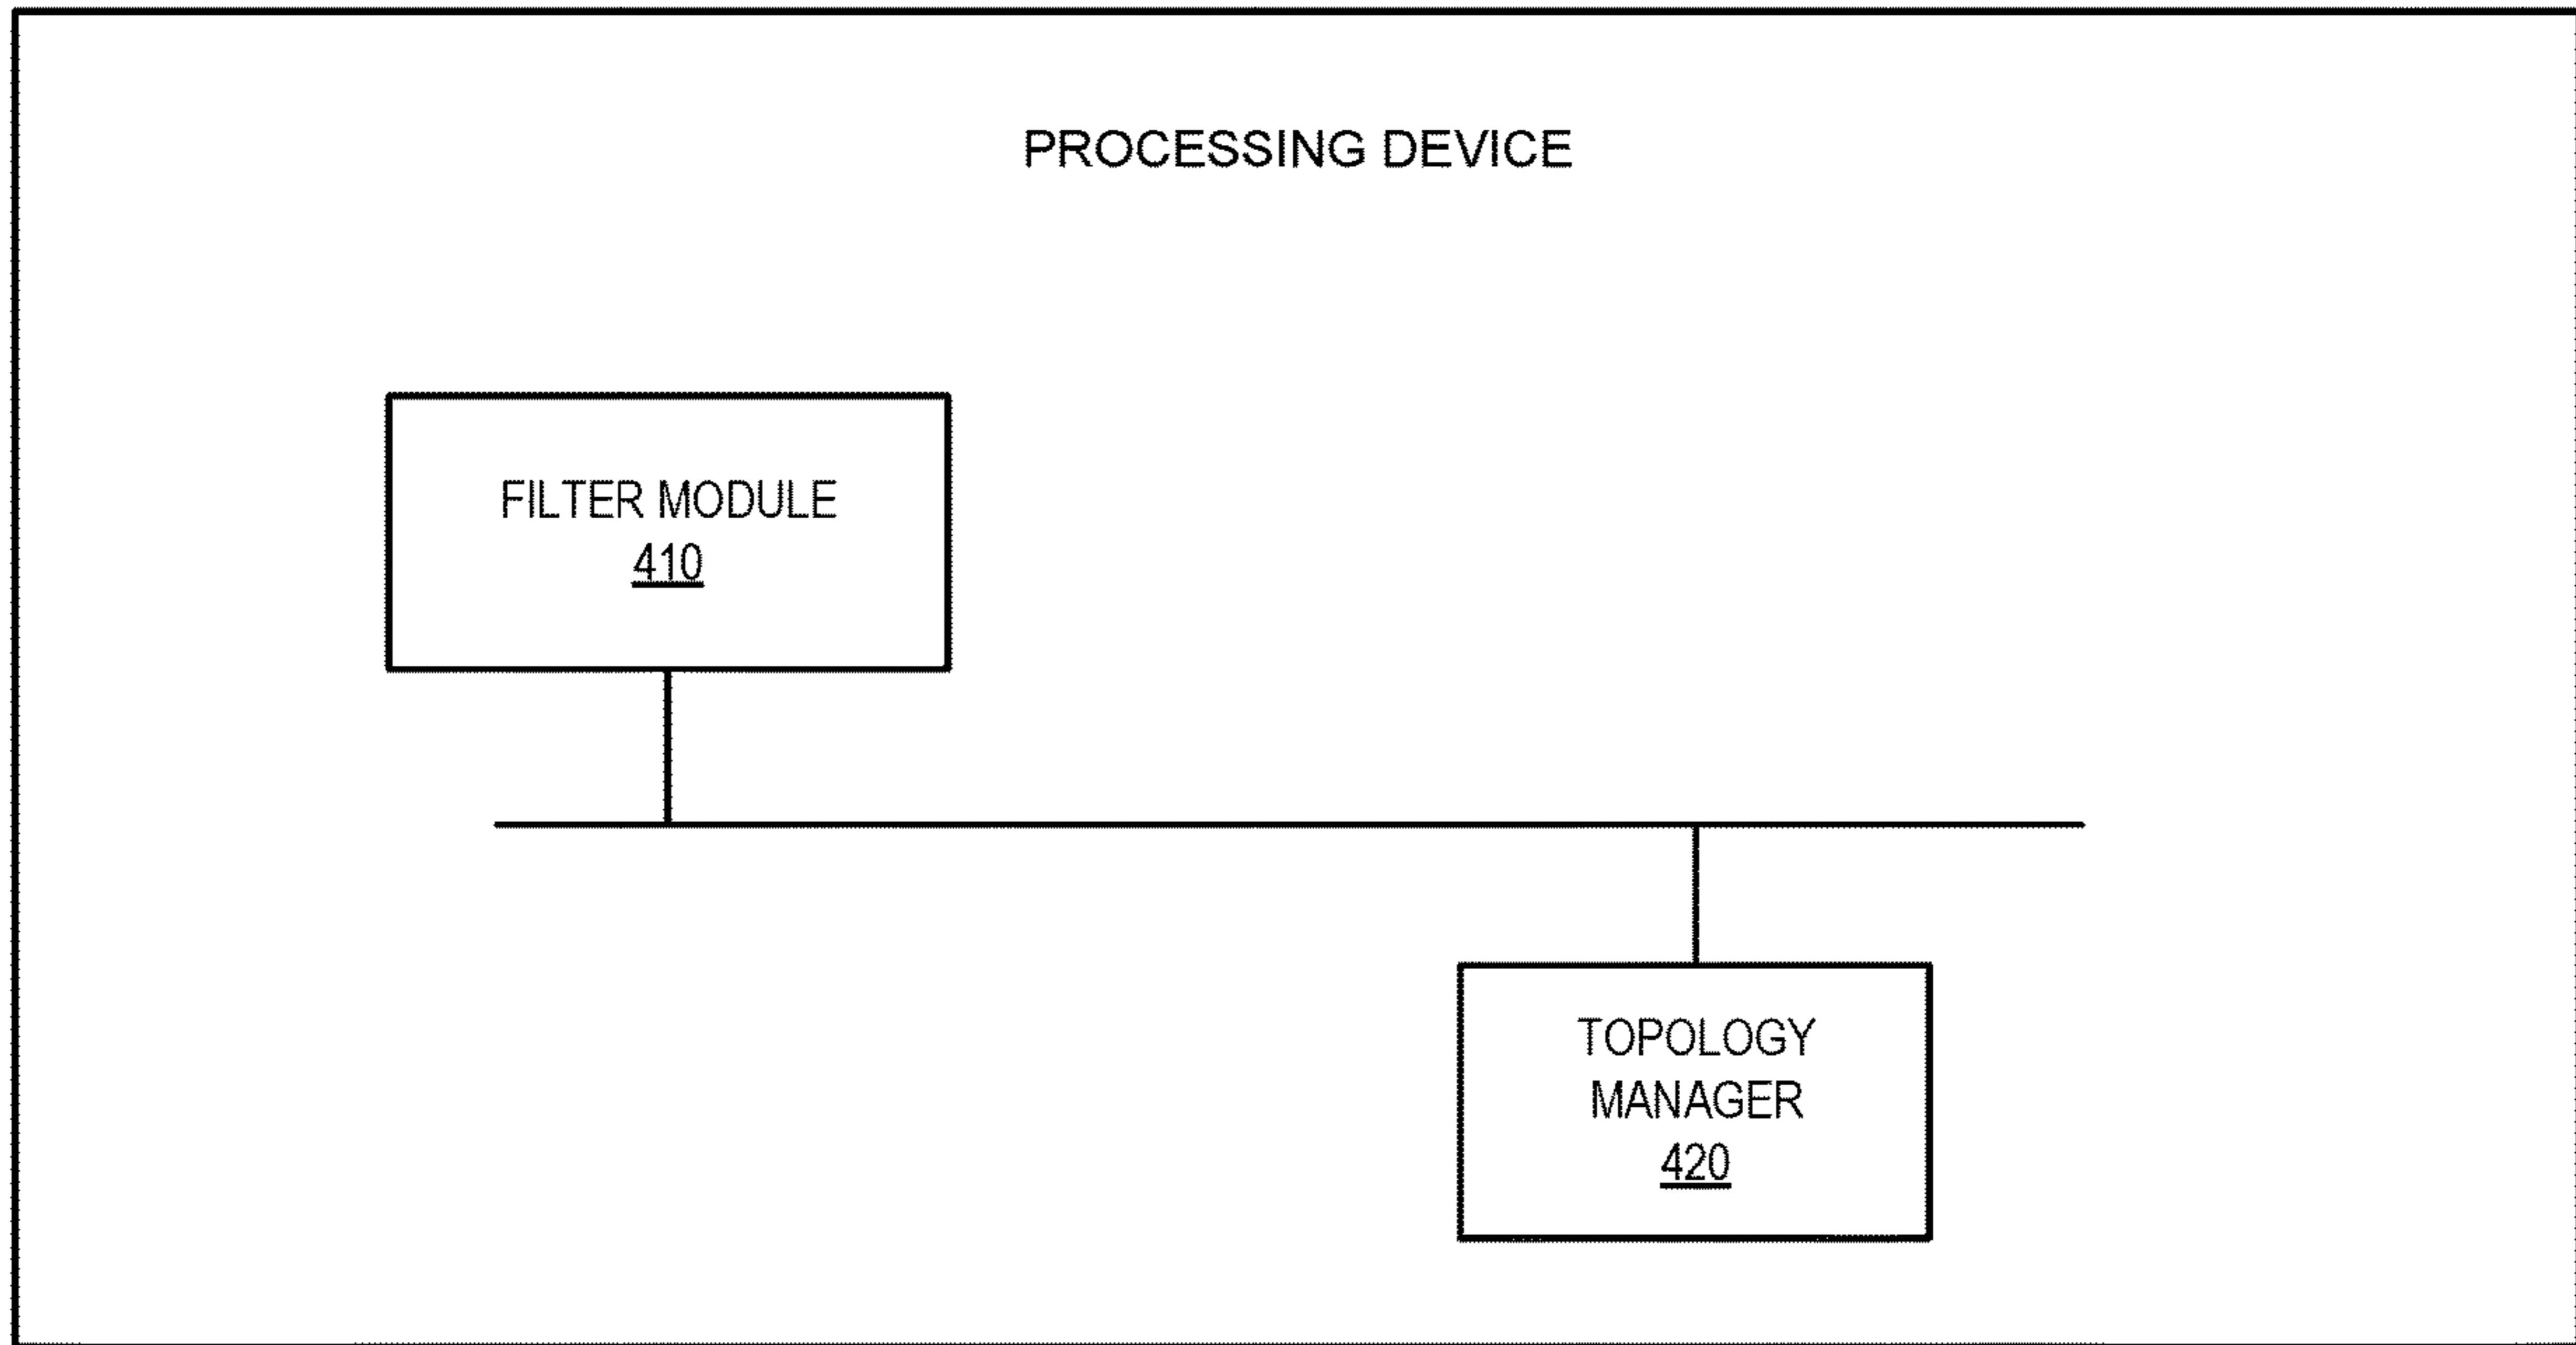 PROCESSING DEVICE
FILTER MODULE
410
TOPOLOGY
MANAGER
420